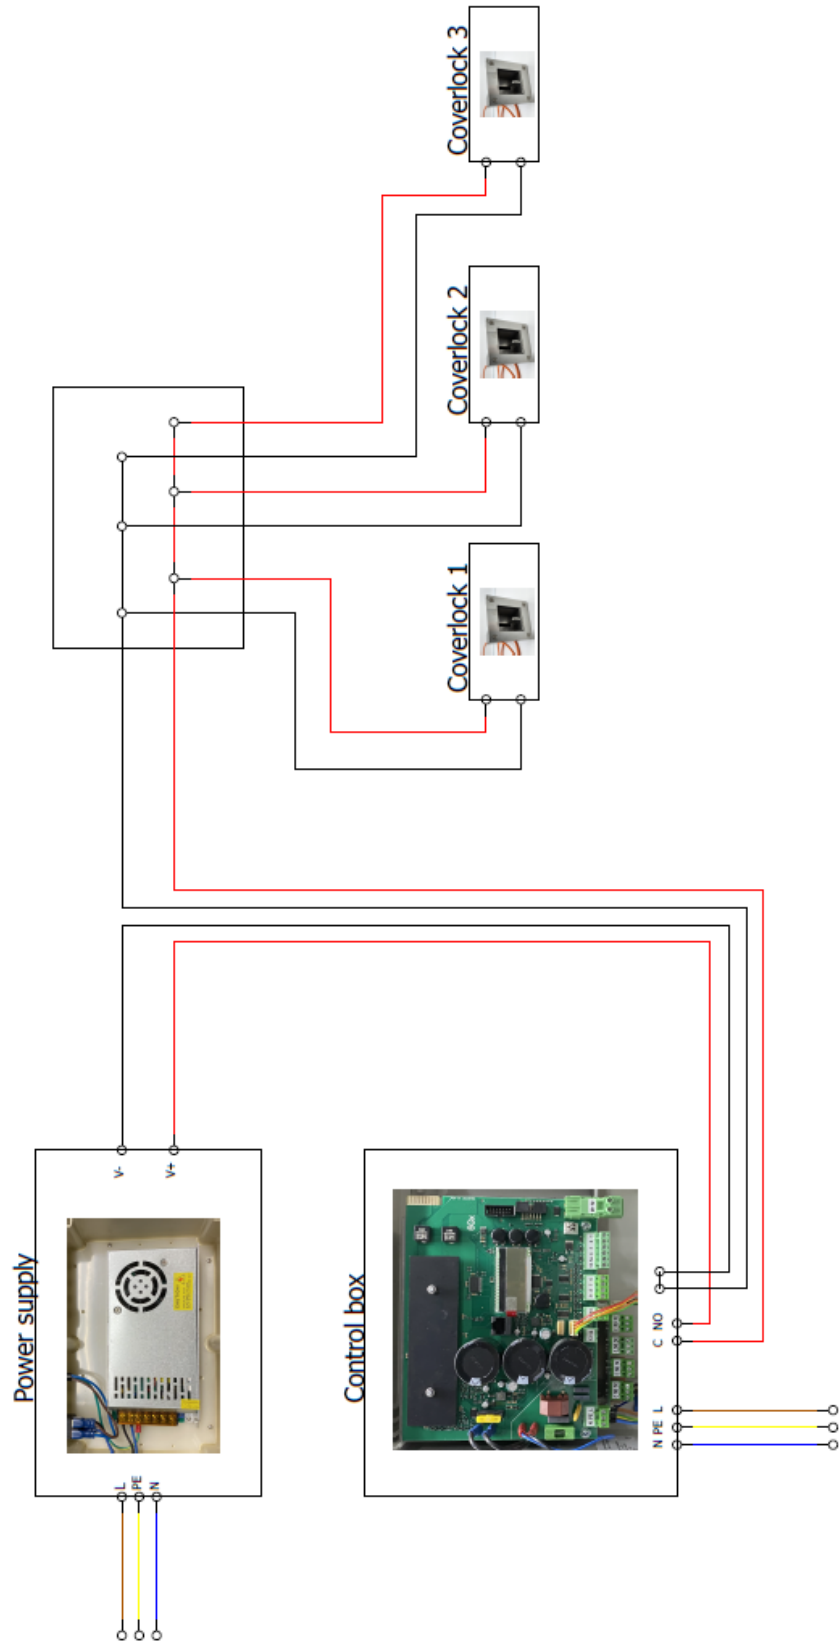 Coverlock 3
Coverlock 2
Coverlock 1
Power supply
V-
V+
L
PE
N
Control box
NO
C
L
PE
N